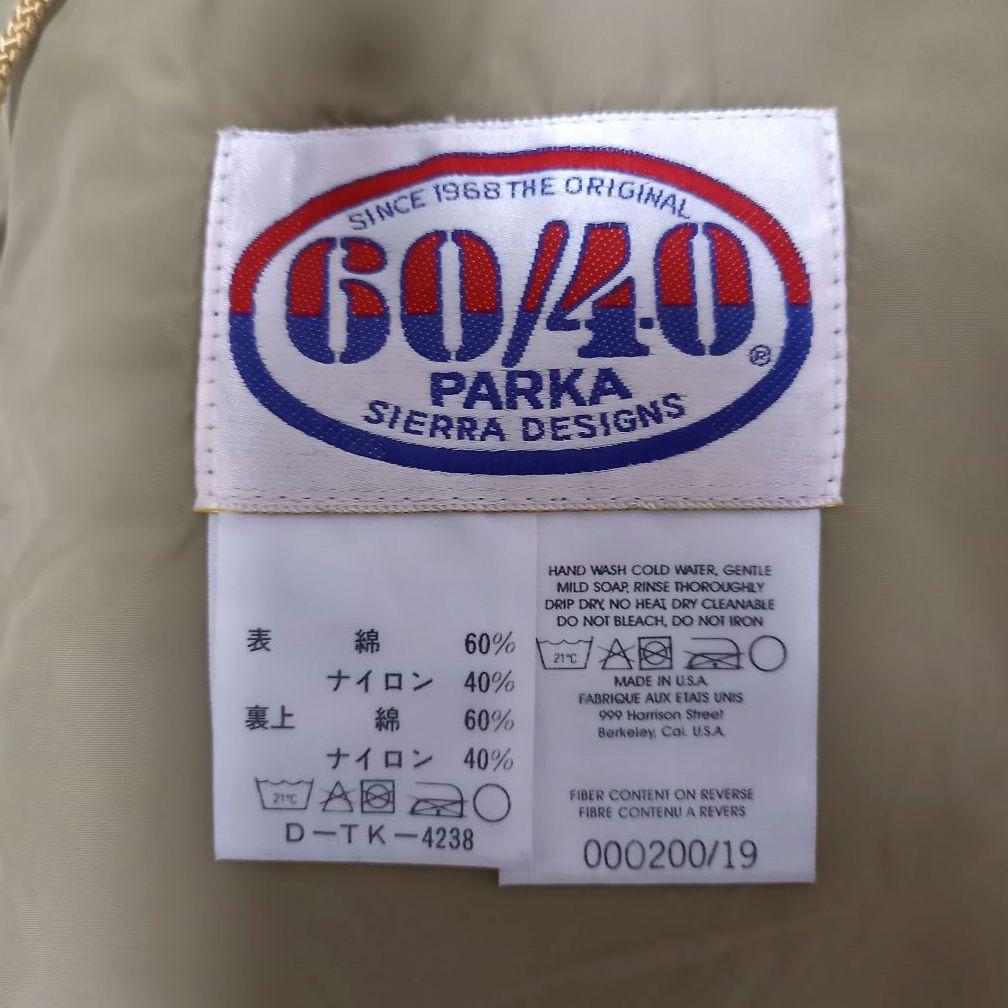 SINCE 1968 THE ORIGINAL
60/40
®
PARKA
SIERRA DESIGNS
表 綿 60%
ナイロン 40%
裏上 綿 60%
ナイロン 40%
21°C
D-TK-4238
HAND WASH COLD WATER, GENTLE
MILD SOAP, RINSE THOROUGHLY
DRIP DRY, NO HEAT, DRY CLEANABLE
DO NOT BLEACH, DO NOT IRON
21°C
MADE IN U.S.A.
FABRIQUE AUX ETATS UNIS
999 Harrison Street
Berkeley, Cal. U.S.A.
FIBER CONTENT ON REVERSE
FIBRE CONTENU A REVERS
000200/19